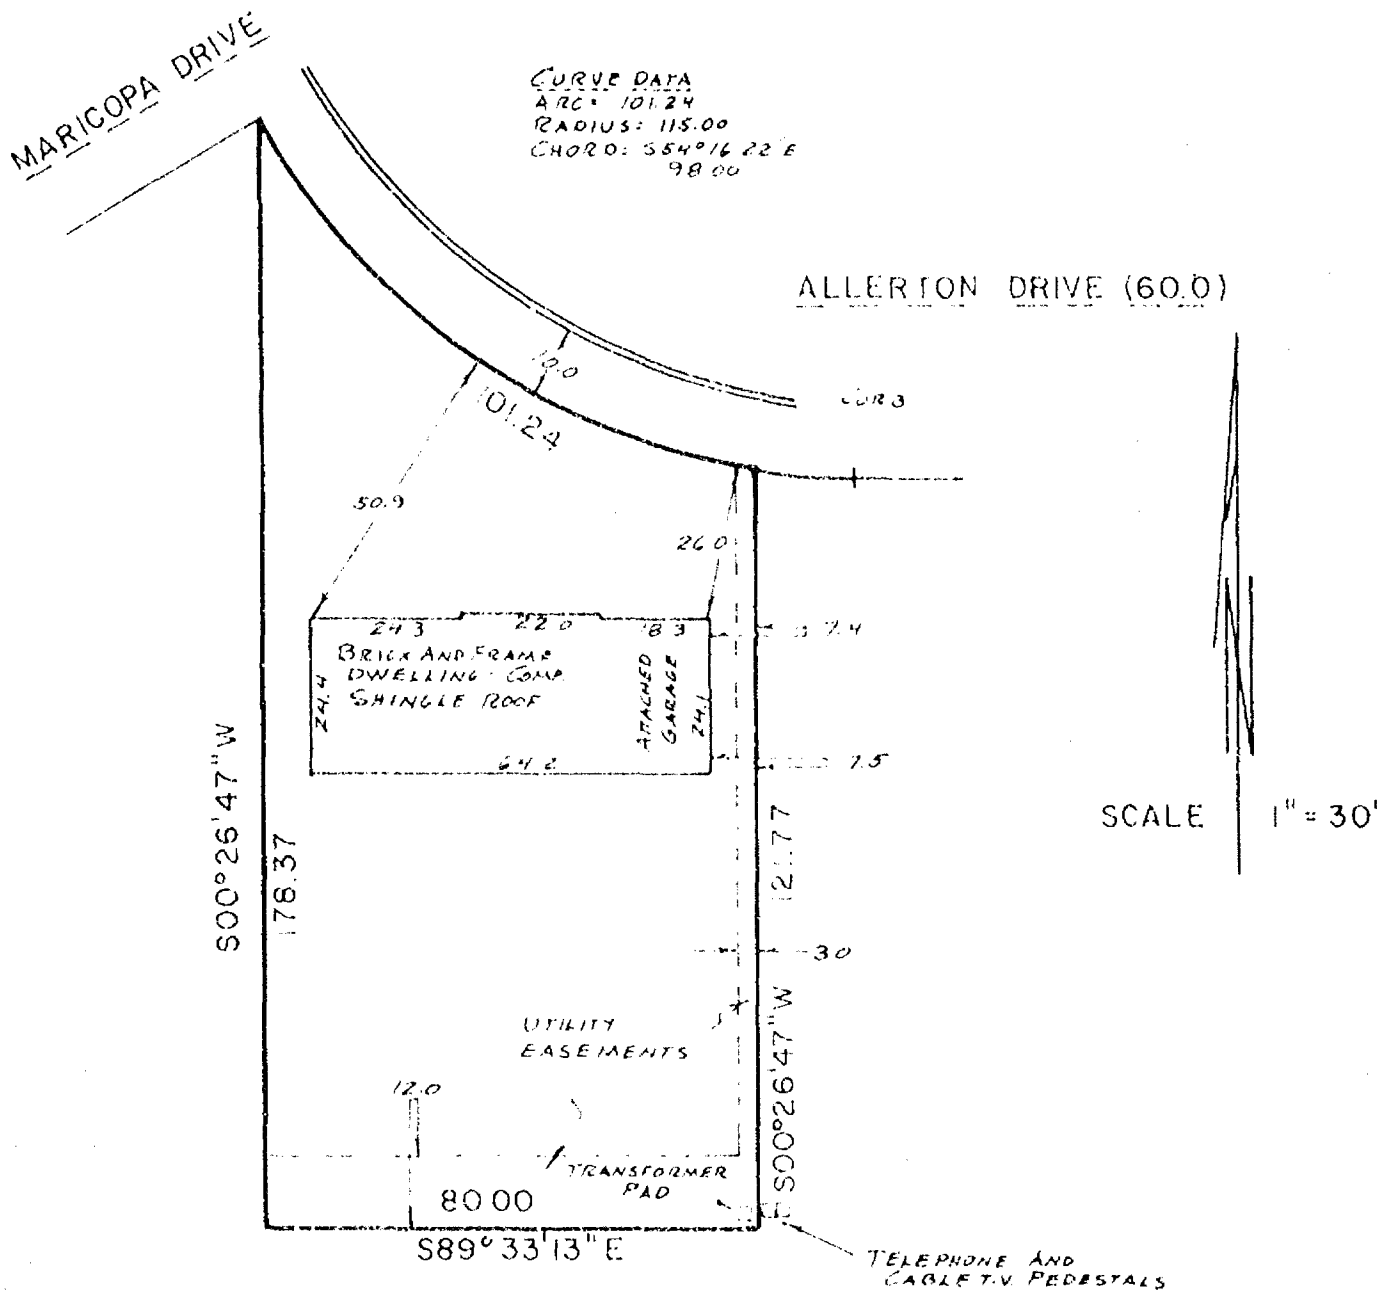 MARICOPA DRIVE
CURVE DATA
ARC: 101.24
RADIUS: 115.00
CHORD: S54°16 22 E
98 00
ALLERTON DRIVE (60.0)
10.0
CURB
101.24
50.9
26 0
24 3 22 0 18 3
7.4
BRICK AND FRAME
DWELLING - COMP.
SHINGLE ROOF
24.4
ATTACHED
GARAGE
24.1
64.2
7.5
S00°26'47"W
178.37
121.77
SCALE 1" = 30'
30
S00°26'47"W
UTILITY
EASEMENTS
12.0
TRANSFORMER
PAD
80 00
S89°33'13"E
TELEPHONE AND
CABLE T.V. PEDESTALS